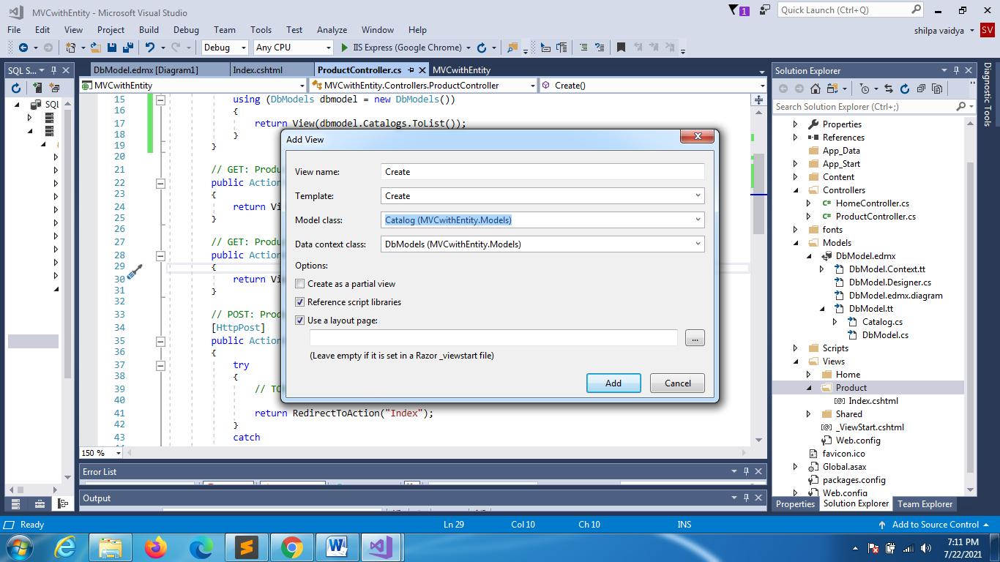 MVCwithEntity - Microsoft Visual Studio
1
Quick Launch (Ctrl+Q)
File Edit View Project Build Debug Team Tools Test Analyze Window Help
shilpa vaidya SV
Debug Any CPU IIS Express (Google Chrome)
SQL S...
DbModel.edmx [Diagram1] Index.cshtml ProductController.cs MVCwithEntity
MVCwithEntity MVCwithEntity.Controllers.ProductController Create()
SQL
15 using (DbModels dbmodel = new DbModels())
16 {
17 return View(dbmodel.Catalogs.ToList());
18 }
19 }
20
21 // GET: Produ
22 public Action
23 {
24 return Vi
25 }
26
27 // GET: Produ
28 public Action
29 {
30 return Vi
31 }
32
33 // POST: Prod
34 [HttpPost]
35 public Action
36 {
37 try
38 {
39 // TO
40
41 return RedirectToAction("Index");
42 }
43 catch
150 %
Add View
View name: Create
Template: Create
Model class: Catalog (MVCwithEntity.Models)
Data context class: DbModels (MVCwithEntity.Models)
Options:
Create as a partial view
Reference script libraries
Use a layout page:
...
(Leave empty if it is set in a Razor _viewstart file)
Add Cancel
Solution Explorer
Search Solution Explorer (Ctrl+;)
Properties
References
App_Data
App_Start
Content
Controllers
C# HomeController.cs
C# ProductController.cs
fonts
Models
DbModel.edmx
DbModel.Context.tt
DbModel.Designer.cs
DbModel.edmx.diagram
DbModel.tt
Catalog.cs
DbModel.cs
Scripts
Views
Home
Product
Index.cshtml
Shared
_ViewStart.cshtml
Web.config
favicon.ico
Global.asax
packages.config
Web.config
Properties Solution Explorer Team Explorer
Diagnostic Tools
Error List
Output
Ready Ln 29 Col 10 Ch 10 INS Add to Source Control
7:11 PM
7/22/2021